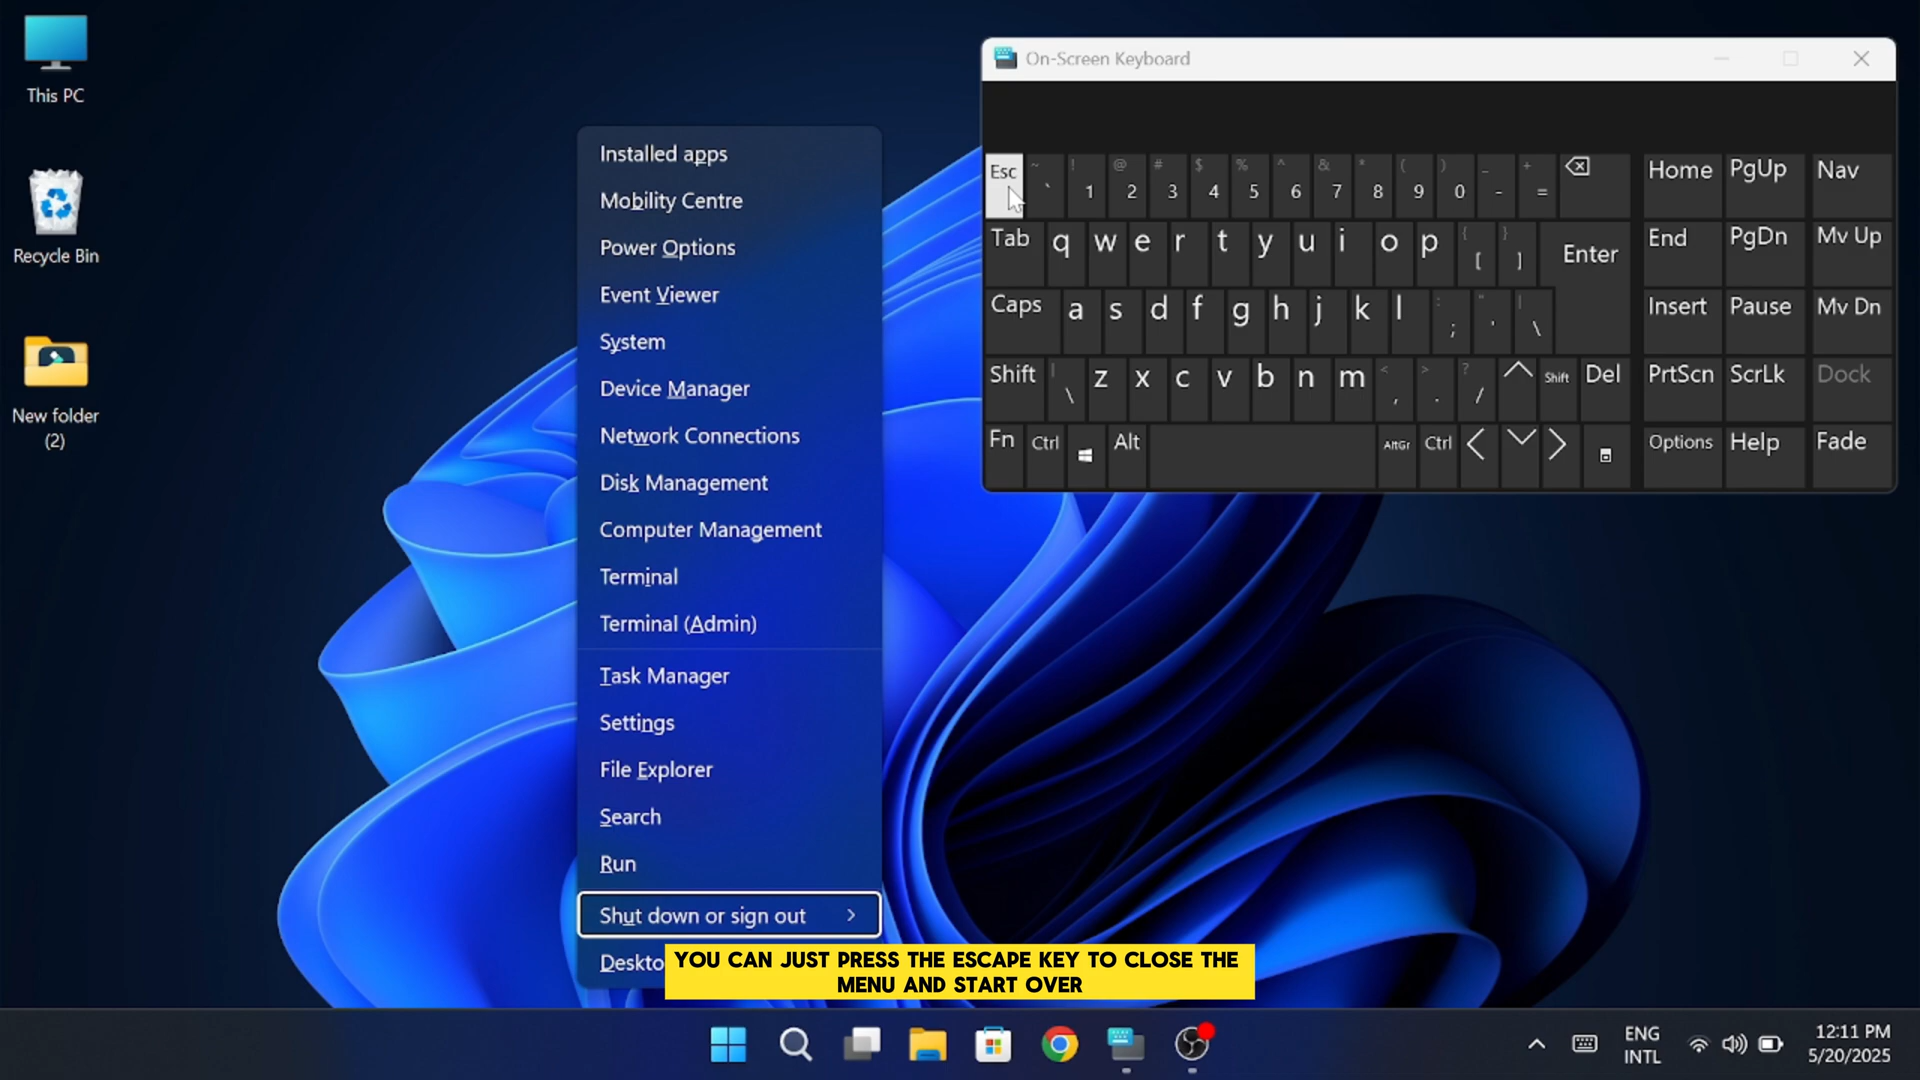 This PC
Recycle Bin
New folder
(2)
Installed apps
Mobility Centre
Power Options
Event Viewer
System
Device Manager
Network Connections
Disk Management
Computer Management
Terminal
Terminal (Admin)
Task Manager
Settings
File Explorer
Search
Run
Shut down or sign out
Deskto
YOU CAN JUST PRESS THE ESCAPE KEY TO CLOSE THE
MENU AND START OVER
On-Screen Keyboard
Esc ~ ` ! 1 @ 2 # 3 $ 4 % 5 ^ 6 & 7 * 8 ( 9 ) 0 _ - + = Home PgUp Nav
Tab q w e r t y u i o p { [ } ] Enter End PgDn Mv Up
Caps a s d f g h j k l : ; " ' | \ Insert Pause Mv Dn
Shift | \ z x c v b n m < , > . ? / Shift Del PrtScn ScrLk Dock
Fn Ctrl Alt AltGr Ctrl Options Help Fade
ENG
INTL
12:11 PM
5/20/2025